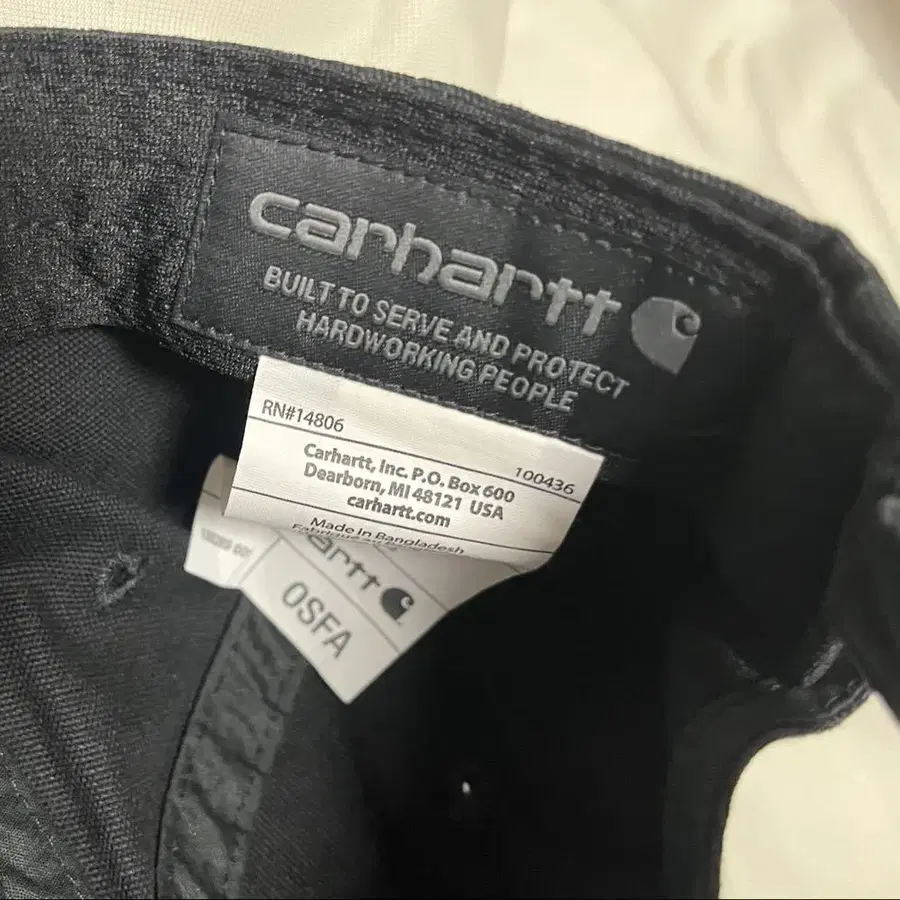 carhartt
BUILT TO SERVE AND PROTECT
HARDWORKING PEOPLE
RN#14806
100436
Carhartt, Inc. P.O. Box 600
Dearborn, MI 48121 USA
carhartt.com
Made in Bangladesh
artt
OSFA